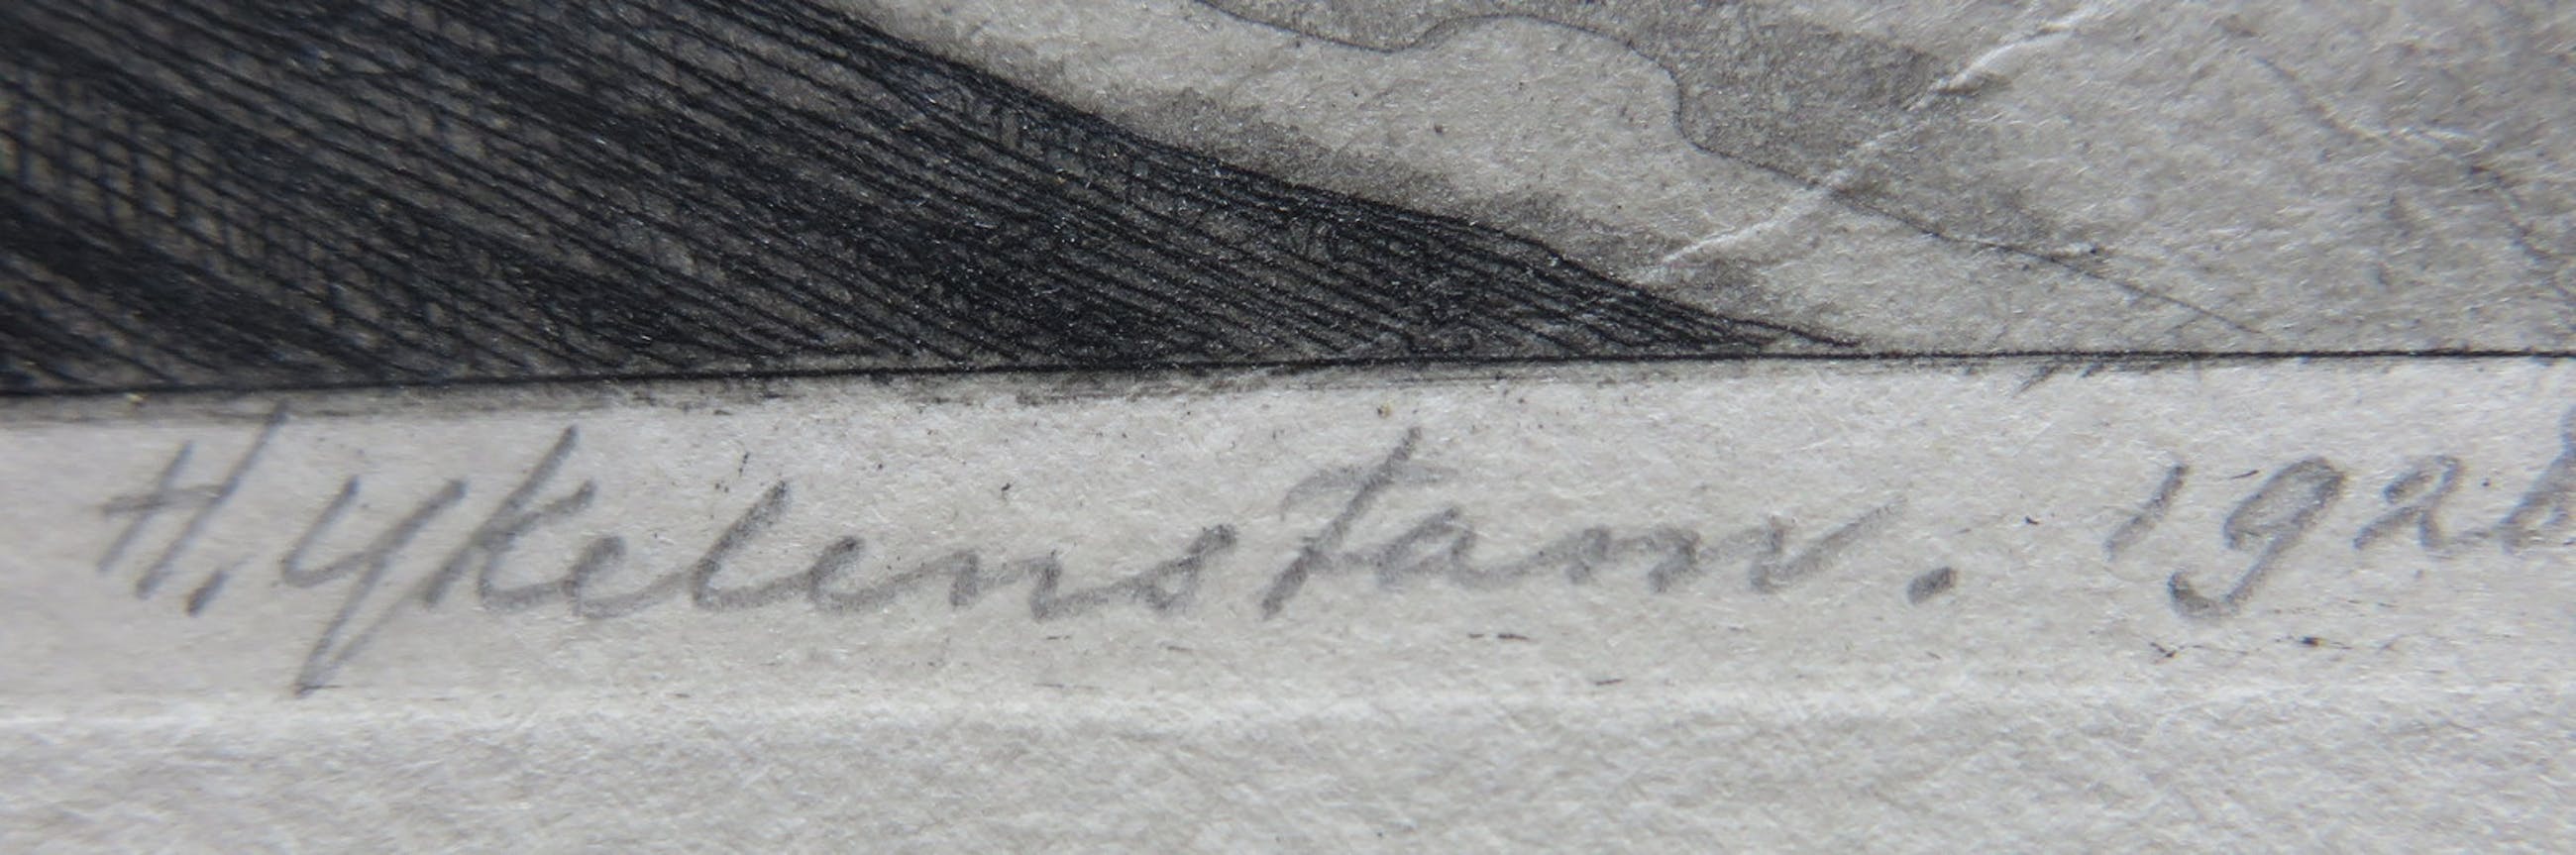 H. Ykelenstam. 192